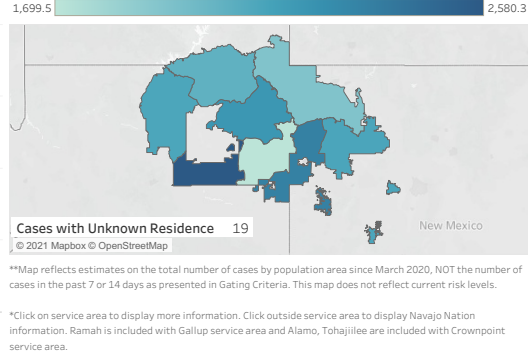 1,699.5 2,580.3
New Mexico
Cases with Unknown Residence 19
© 2021 Mapbox © OpenStreetMap
**Map reflects estimates on the total number of cases by population area since March 2020, NOT the number of
cases in the past 7 or 14 days as presented in Gating Criteria. This map does not reflect current risk levels.
*Click on service area to display more information. Click outside service area to display Navajo Nation
information. Ramah is included with Gallup service area and Alamo, Tohajiilee are included with Crownpoint
service area.